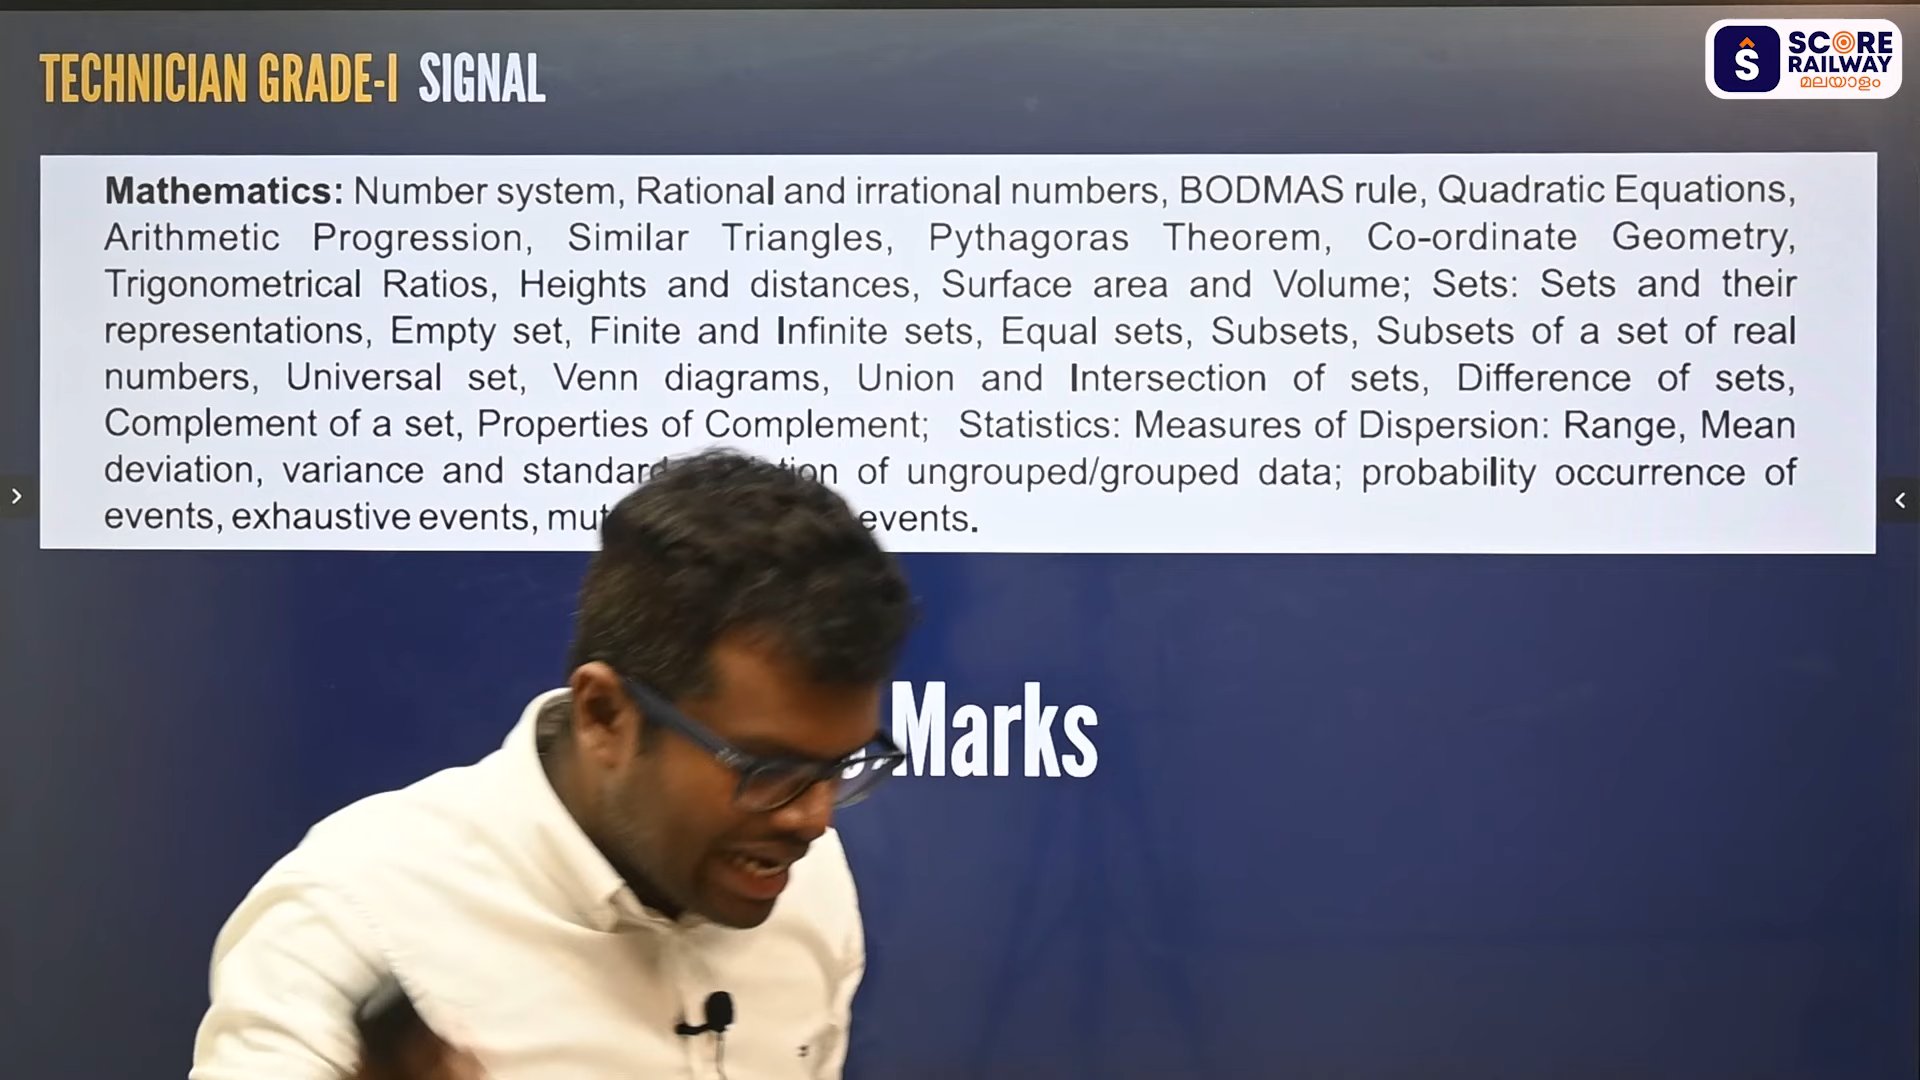 TECHNICIAN GRADE-I SIGNAL
SCORE
RAILWAY
മലയാളം
Mathematics: Number system, Rational and irrational numbers, BODMAS rule, Quadratic Equations,
Arithmetic Progression, Similar Triangles, Pythagoras Theorem, Co-ordinate Geometry,
Trigonometrical Ratios, Heights and distances, Surface area and Volume; Sets: Sets and their
representations, Empty set, Finite and Infinite sets, Equal sets, Subsets, Subsets of a set of real
numbers, Universal set, Venn diagrams, Union and Intersection of sets, Difference of sets,
Complement of a set, Properties of Complement; Statistics: Measures of Dispersion: Range, Mean
deviation, variance and standard of ungrouped/grouped data; probability occurrence of
events, exhaustive events, events.
Marks